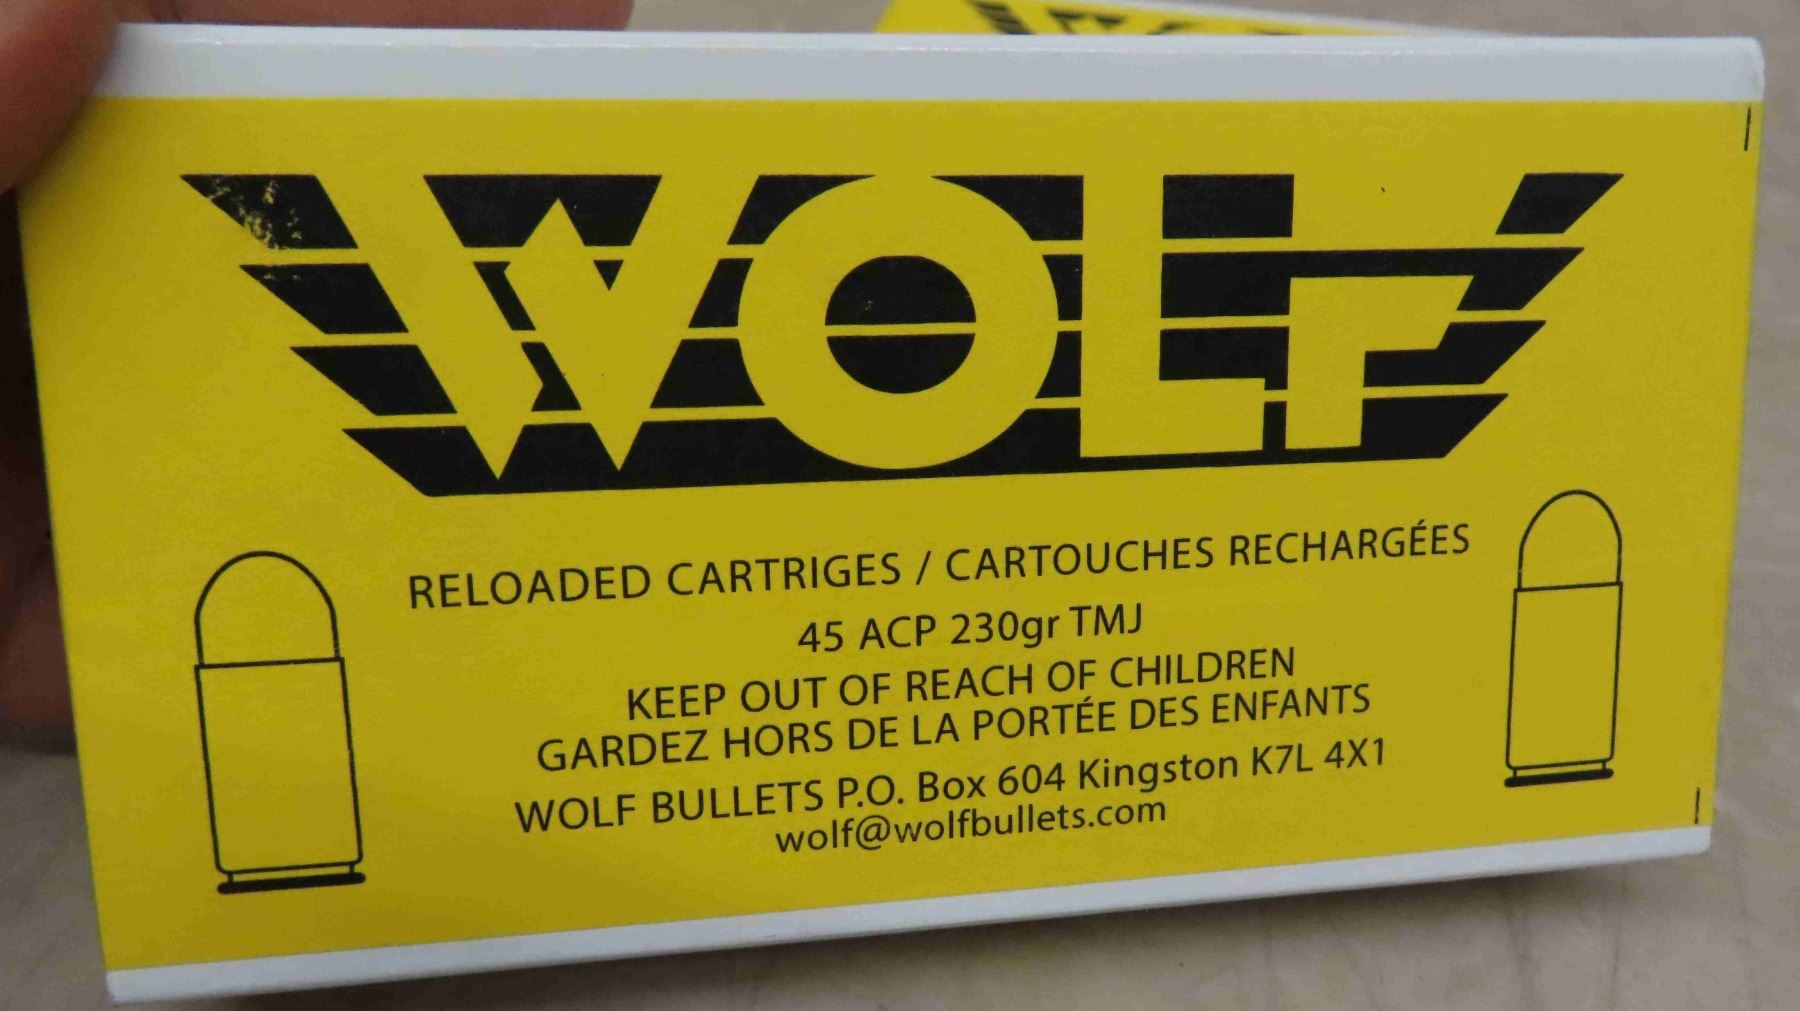 WOLF
RELOADED CARTRIGES / CARTOUCHES RECHARGÉES
45 ACP 230gr TMJ
KEEP OUT OF REACH OF CHILDREN
GARDEZ HORS DE LA PORTÉE DES ENFANTS
WOLF BULLETS P.O. Box 604 Kingston K7L 4X1
wolf@wolfbullets.com